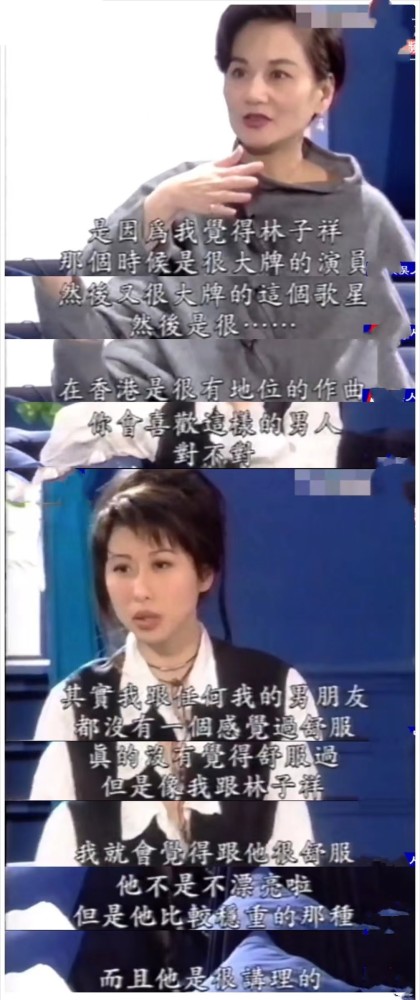 是因爲我覺得林子祥
那個時候是很大牌的演員
然後又很大牌的這個歌星
然後是很……
在香港是很有地位的作曲
你會喜歡這樣的男人
對不對
其實我跟任何我的男朋友
都沒有一個感覺過舒服
真的沒有覺得舒服過
但是像我跟林子祥
我就會覺得跟他很舒服
他不是不漂亮啦
但是他比較穩重的那種
而且他是很講理的